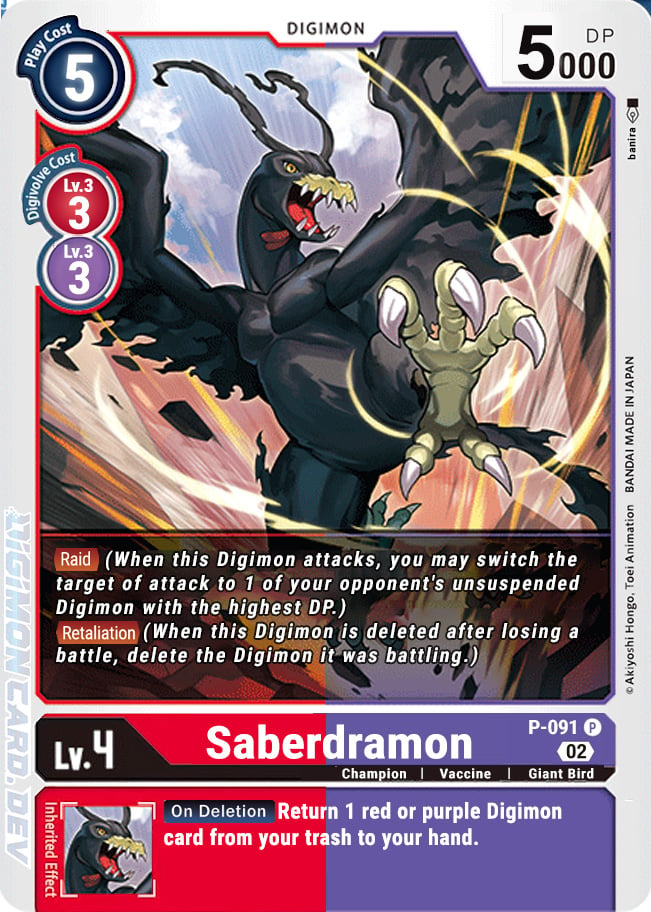 DIGIMON
Play Cost
5
DP
5000
banira
Digivolve Cost
Lv.3
3
Lv.3
3
© Akiyoshi Hongo, Toei Animation BANDAI MADE IN JAPAN
Raid (When this Digimon attacks, you may switch the
target of attack to 1 of your opponent's unsuspended
Digimon with the highest DP.)
Retaliation (When this Digimon is deleted after losing a
battle, delete the Digimon it was battling.)
DIGIMONCARD.DEV
Lv.4
Saberdramon
P-091 P
02
Champion | Vaccine | Giant Bird
Inherited Effect
On Deletion Return 1 red or purple Digimon
card from your trash to your hand.